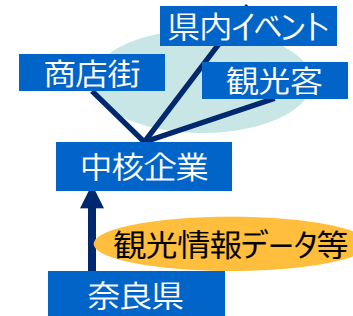 県内イベント
商店街
観光客
中核企業
観光情報データ等
奈良県